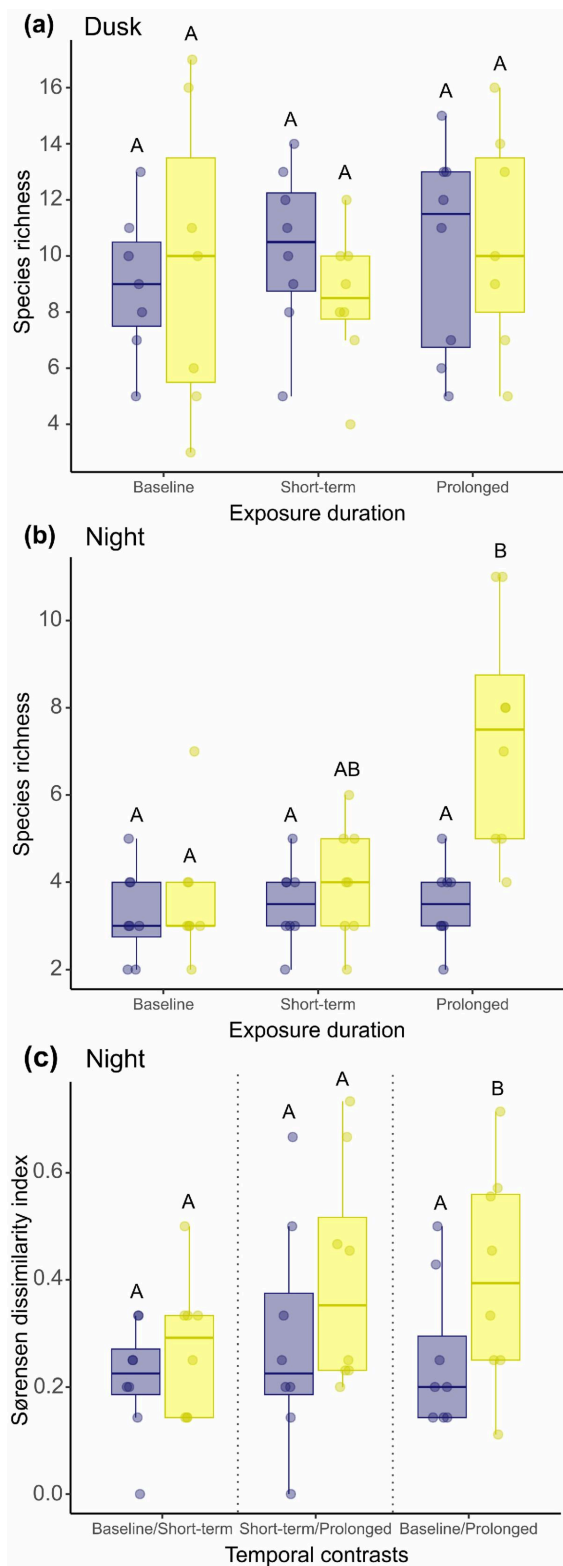 (a) Dusk
A
A
A
A
A
A
16
14
12
10
8
6
4
Species richness
Baseline
Short-term
Prolonged
Exposure duration
(b) Night
B
AB
A
A
A
A
10
8
6
4
2
Species richness
Baseline
Short-term
Prolonged
Exposure duration
(c) Night
A
A
A
A
A
B
0.6
0.4
0.2
0.0
Sørensen dissimilarity index
Baseline/Short-term
Short-term/Prolonged
Baseline/Prolonged
Temporal contrasts